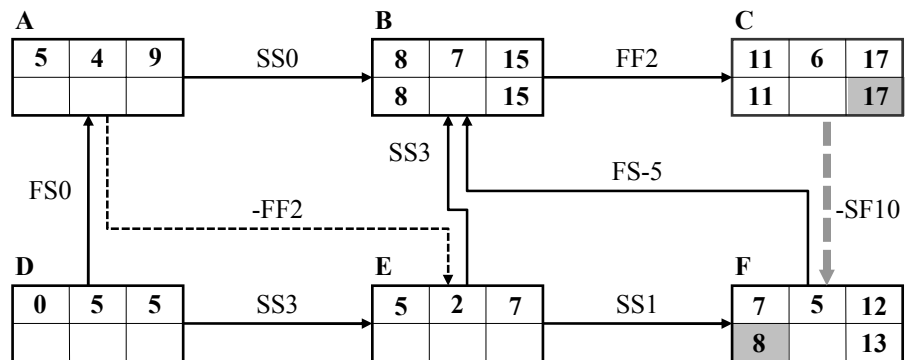 A B C
5 4 9 SS0 8 7 15 FF2 11 6 17
8 15 11 17
SS3 FS-5
FS0 -FF2 -SF10
D E F
0 5 5 SS3 5 2 7 SS1 7 5 12
8 13